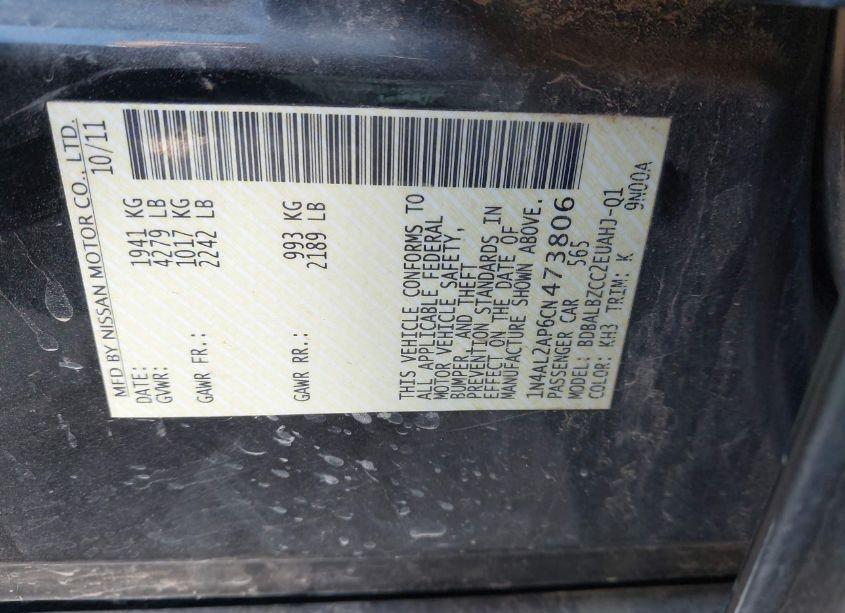 MFD BY NISSAN MOTOR CO., LTD.
DATE: 10/11
GVWR: 1941 KG
4279 LB
GAWR FR.: 1017 KG
2242 LB
GAWR RR.: 993 KG
2189 LB
THIS VEHICLE CONFORMS TO
ALL APPLICABLE FEDERAL
MOTOR VEHICLE SAFETY,
BUMPER, AND THEFT
PREVENTION STANDARDS IN
EFFECT ON THE DATE OF
MANUFACTURE SHOWN ABOVE.
1N4AL2AP6CN473806
PASSENGER CAR 565
MODEL: BDBALBZCC2EUAHJ-Q1
COLOR: KH3 TRIM: K 9N00A